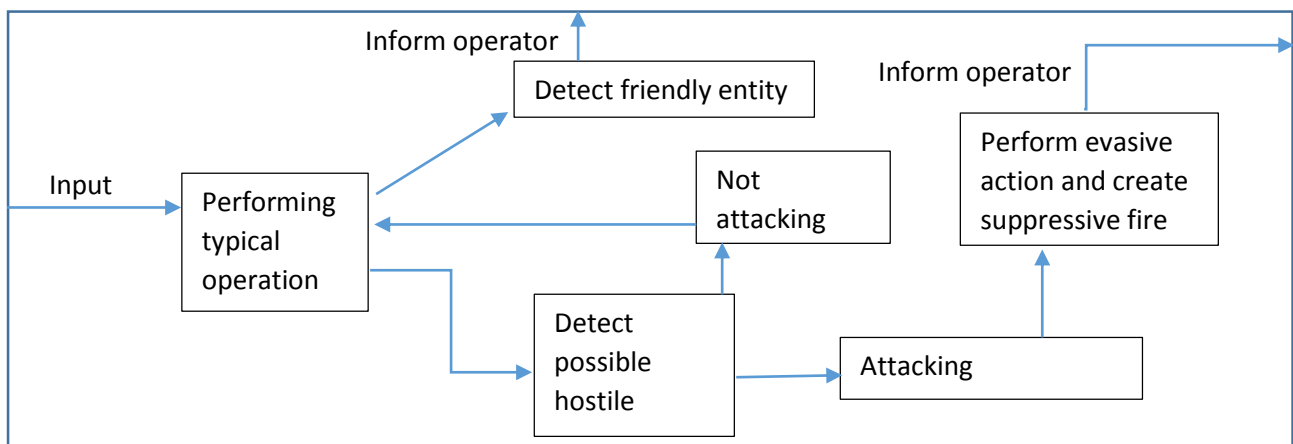 Inform operator
Detect friendly entity
Inform operator
Perform evasive
action and create
suppressive fire
Input
Performing
typical
operation
Not
attacking
Detect
possible
hostile
Attacking